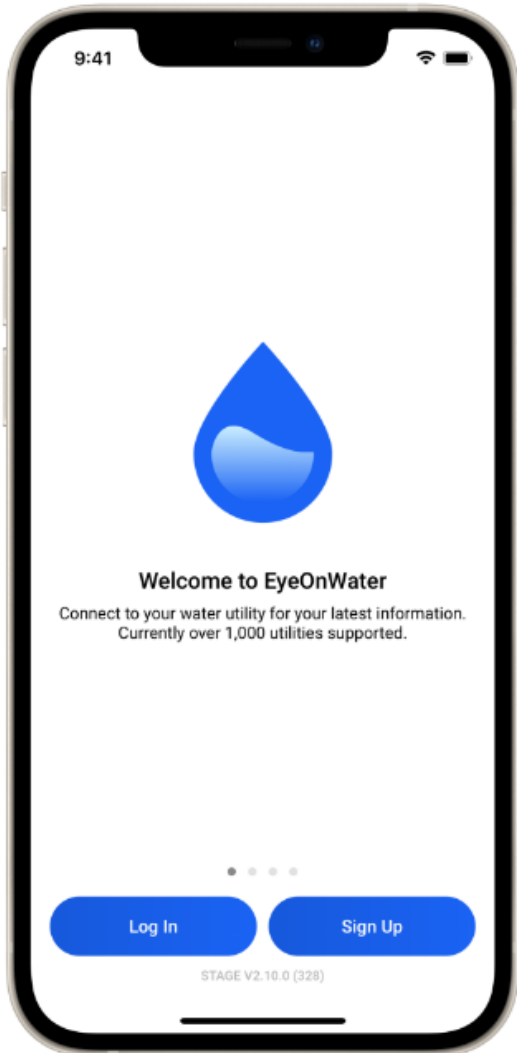 9:41
Welcome to EyeOnWater
Connect to your water utility for your latest information.
Currently over 1,000 utilities supported.
Log In
Sign Up
STAGE V2.10.0 (328)